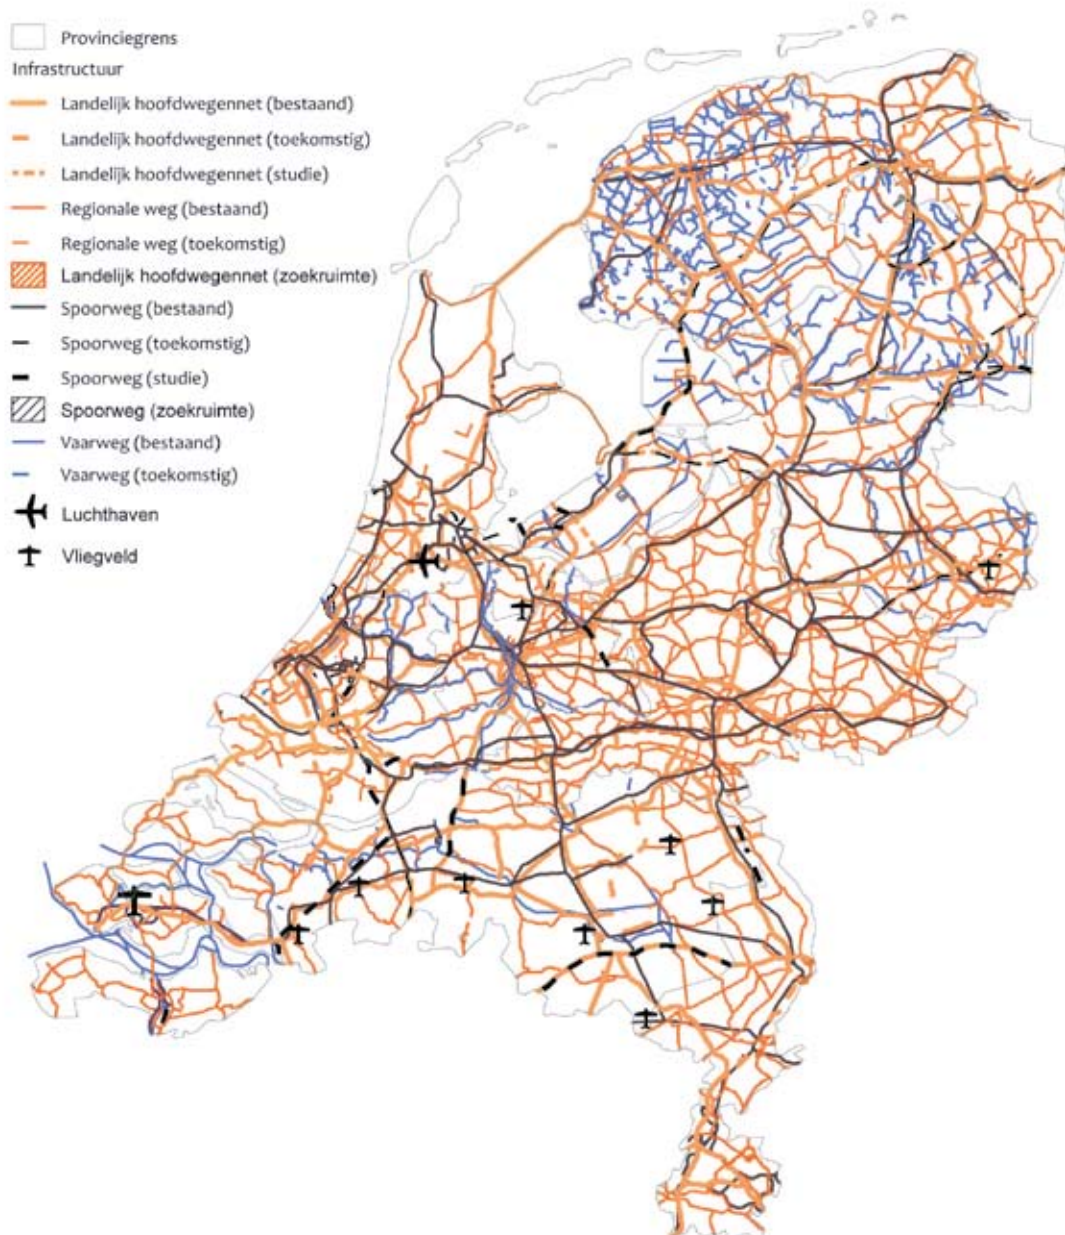 Provinciegrens
Infrastructuur
Landelijk hoofdwegennet (bestaand)
Landelijk hoofdwegennet (toekomstig)
Landelijk hoofdwegennet (studie)
Regionale weg (bestaand)
Regionale weg (toekomstig)
Landelijk hoofdwegennet (zoekruimte)
Spoorweg (bestaand)
Spoorweg (toekomstig)
Spoorweg (studie)
Spoorweg (zoekruimte)
Vaarweg (bestaand)
Vaarweg (toekomstig)
Luchthaven
Vliegveld